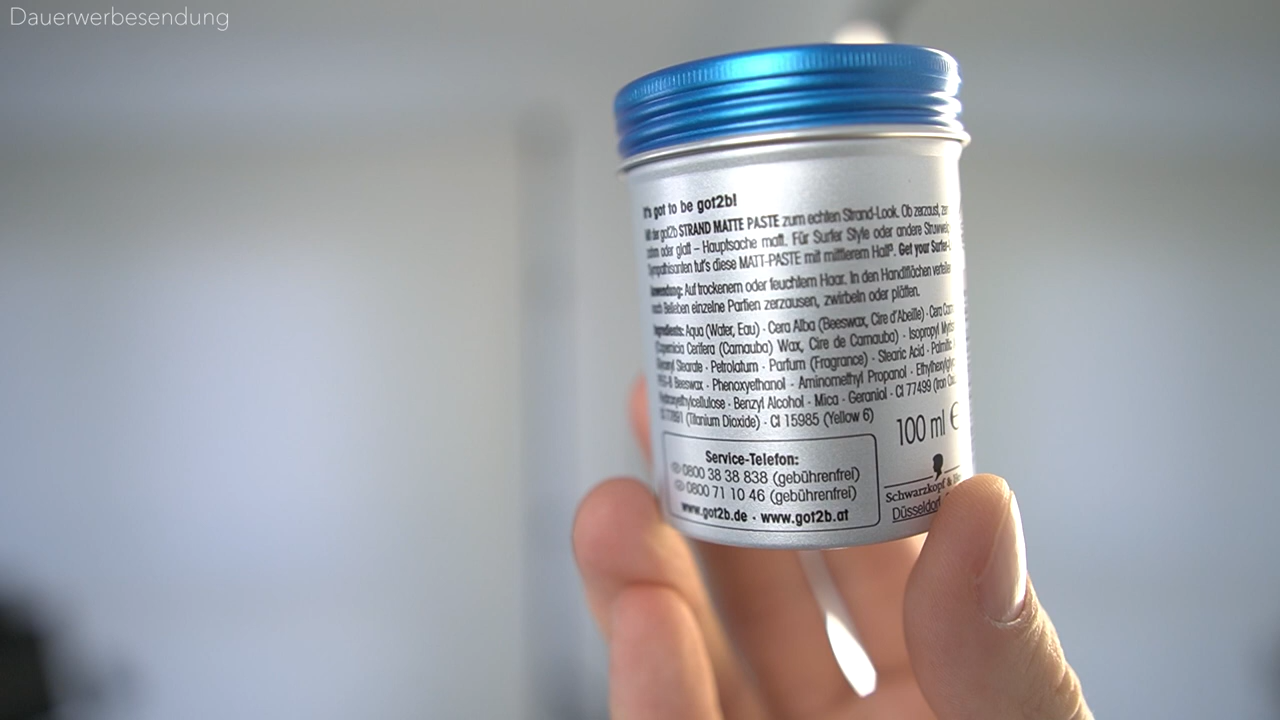 Dauerwerbesendung
It's got to be got2b!
Mit der got2b STRAND MATTE PASTE zum echten Strand-Look. Ob zerzaust,
zahm oder glatt – Hauptsache matt. Für Surfer Style oder andere
Sympathisanten tut's diese MATT-PASTE mit mittlerem Halt³. Get your Surfer-
Anwendung: Auf trockenem oder feuchtem Haar. In den Handflächen
nach Belieben einzelne Partien zerzausen, zwirbeln oder plätten.
Ingredients: Aqua (Water, Eau) · Cera Alba (Beeswax, Cire d'Abeille) · Cera
(Copernicia Cerifera (Carnauba) Wax, Cire de Carnauba) · Isopropyl
Stearate · Petrolatum · Parfum (Fragrance) · Stearic Acid ·
PEG-8 Beeswax · Phenoxyethanol · Aminomethyl Propanol ·
Hydroxyethylcellulose · Benzyl Alcohol · Mica · Geraniol · CI 77499 (Iron
CI 77891 (Titanium Dioxide) · CI 15985 (Yellow 6)
100 ml
Service-Telefon:
0800 38 38 838 (gebührenfrei)
0800 71 10 46 (gebührenfrei)
www.got2b.de · www.got2b.at
Schwarzkopf &
Düsseldorf